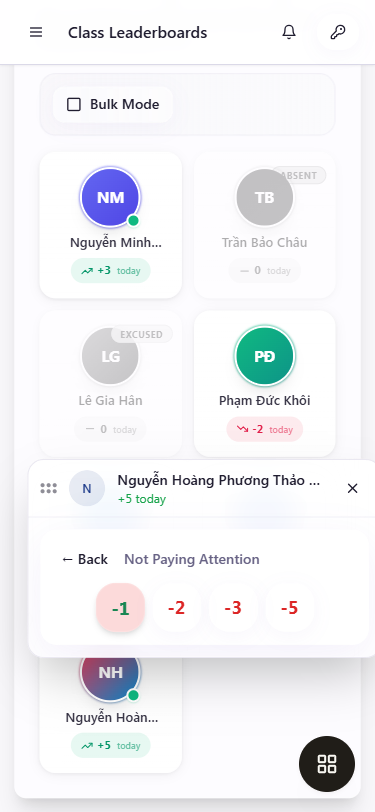 Class Leaderboards
Bulk Mode
NM
Nguyễn Minh...
+3 today
ABSENT
TB
Trần Bảo Châu
— 0 today
EXCUSED
LG
Lê Gia Hân
— 0 today
PĐ
Phạm Đức Khôi
-2 today
N
Nguyễn Hoàng Phương Thảo ...
+5 today
← Back
Not Paying Attention
-1
-2
-3
-5
NH
Nguyễn Hoàn...
+5 today